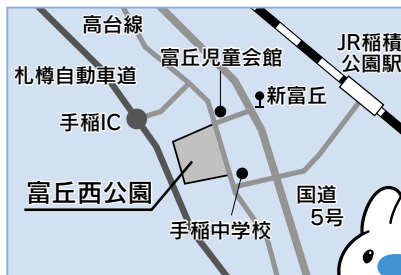 高台線
富丘児童会館
JR稲積
公園駅
札樽自動車道
新富丘
手稲IC
富丘西公園
国道
5号
手稲中学校